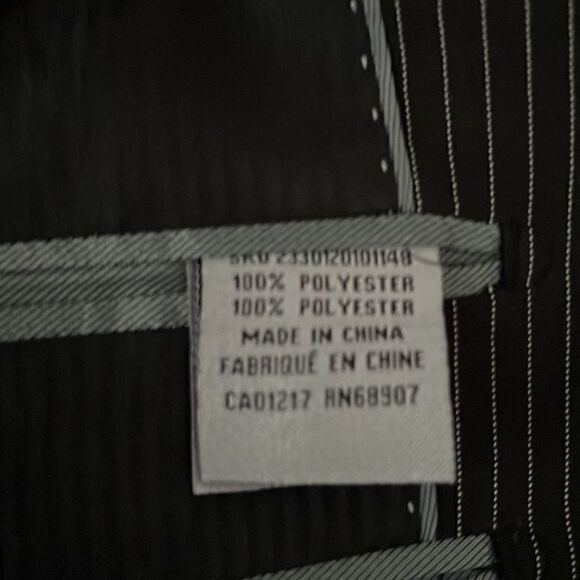 SKU 2330120101148
100% POLYESTER
100% POLYESTER
MADE IN CHINA
FABRIQUÉ EN CHINE
CA01217 RN68907